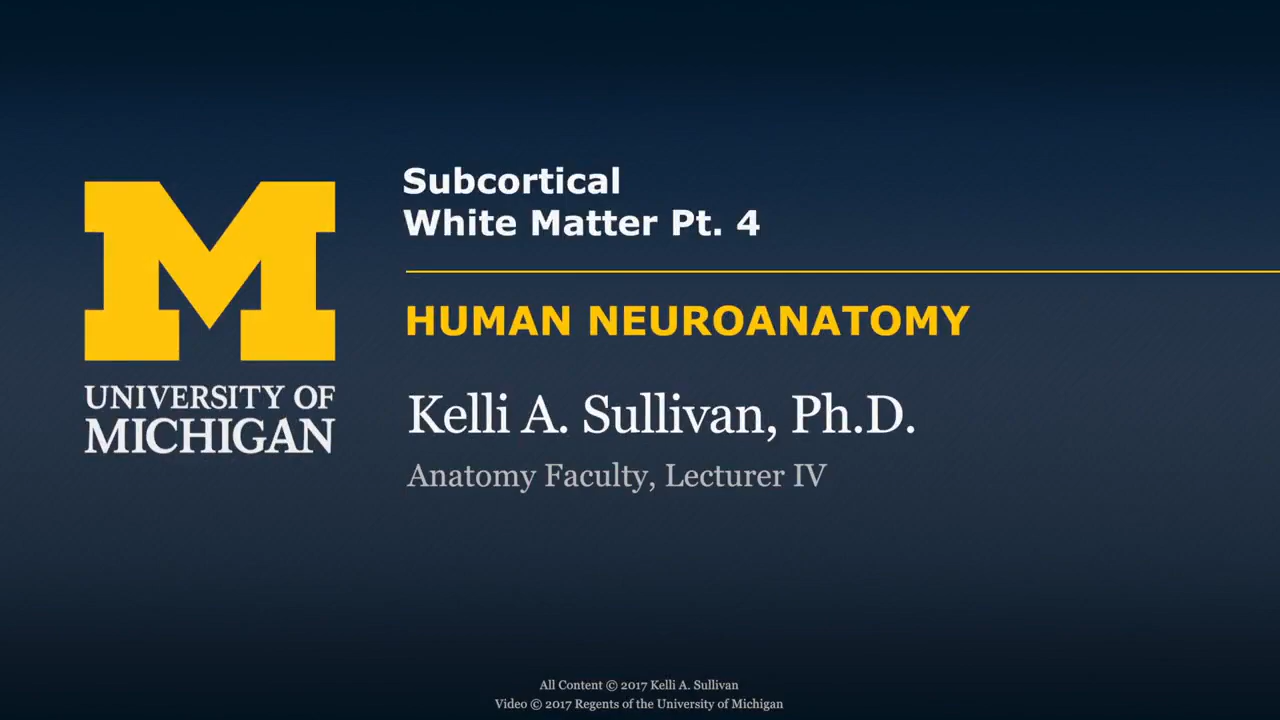 Subcortical
White Matter Pt. 4
HUMAN NEUROANATOMY
UNIVERSITY OF
MICHIGAN
Kelli A. Sullivan, Ph.D.
Anatomy Faculty, Lecturer IV
All Content © 2017 Kelli A. Sullivan
Video © 2017 Regents of the University of Michigan